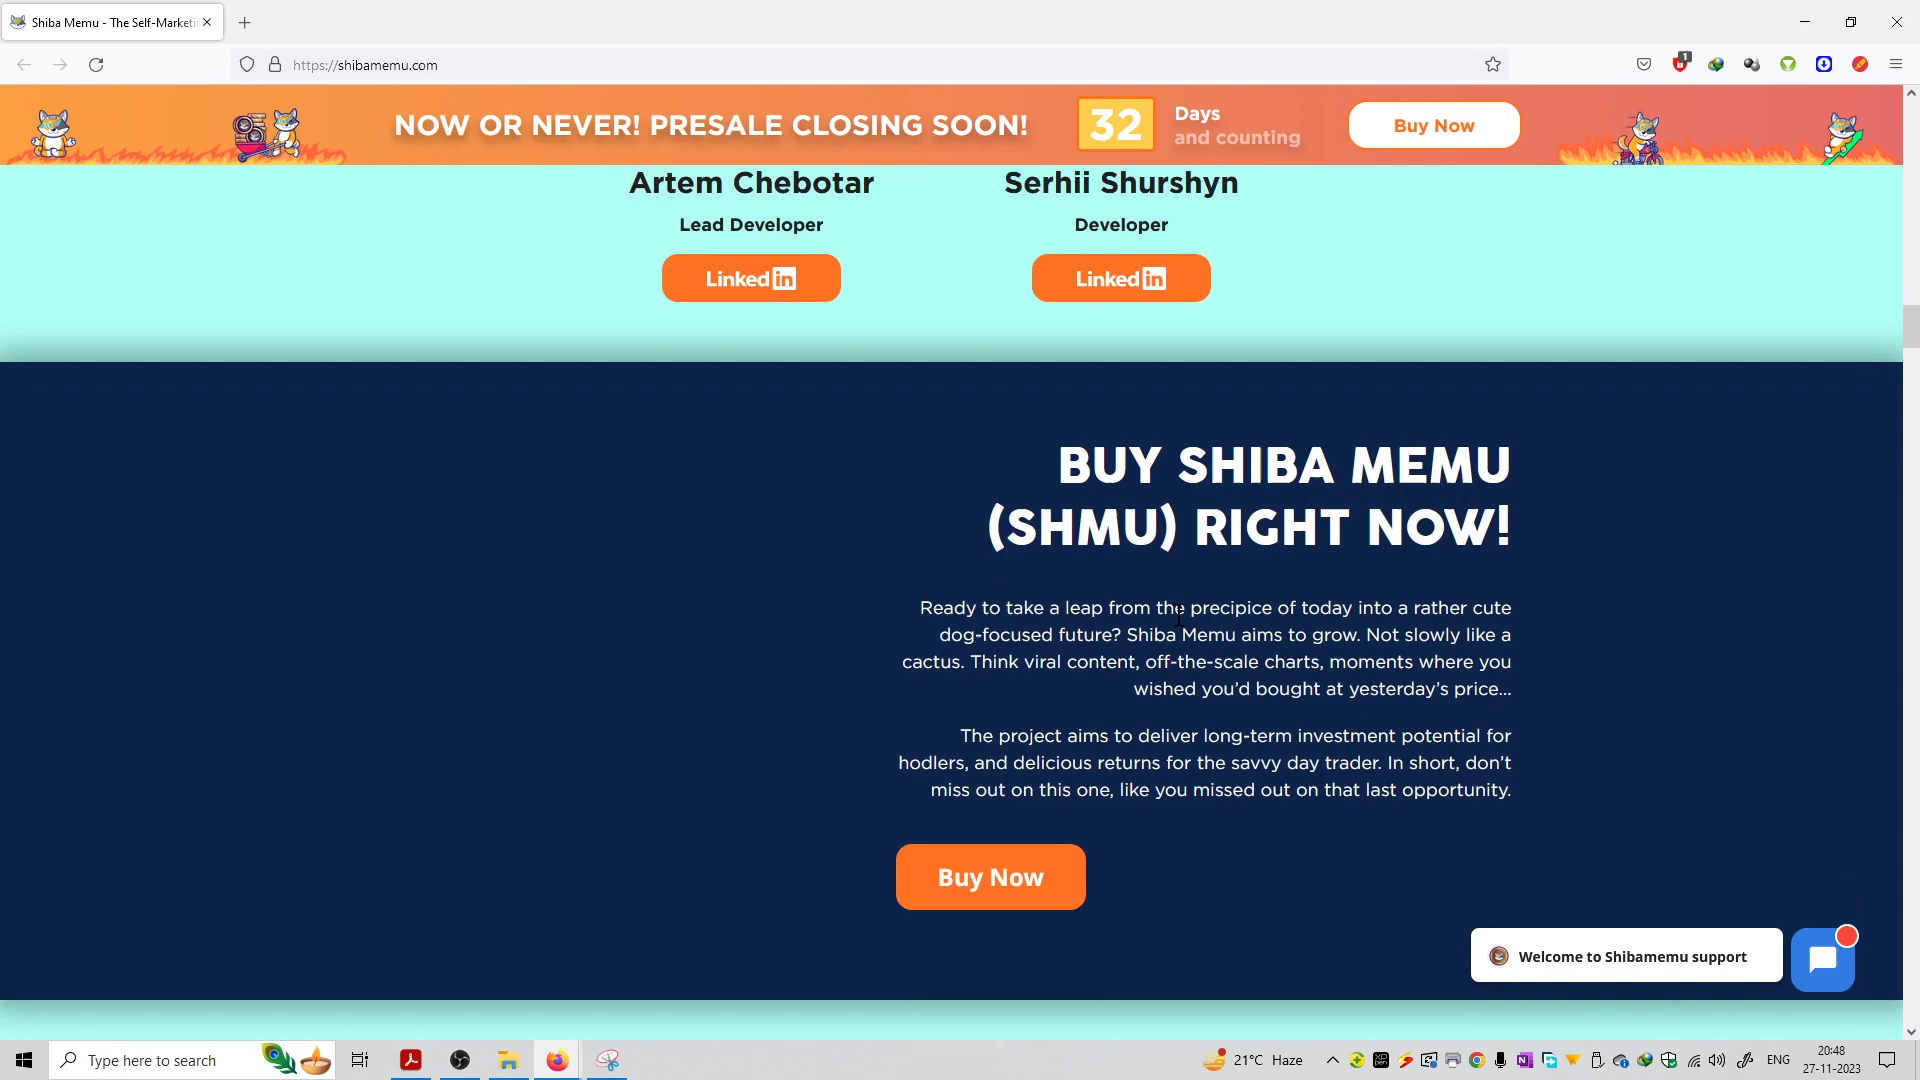 Shiba Memu - The Self-Marketi
https://shibamemu.com
1
NOW OR NEVER! PRESALE CLOSING SOON!
32
Days
and counting
Buy Now
Artem Chebotar
Lead Developer
Linked in
Serhii Shurshyn
Developer
Linked in
BUY SHIBA MEMU
(SHMU) RIGHT NOW!
Ready to take a leap from the precipice of today into a rather cute
dog-focused future? Shiba Memu aims to grow. Not slowly like a
cactus. Think viral content, off-the-scale charts, moments where you
wished you’d bought at yesterday’s price...
The project aims to deliver long-term investment potential for
hodlers, and delicious returns for the savvy day trader. In short, don’t
miss out on this one, like you missed out on that last opportunity.
Buy Now
Welcome to Shibamemu support
Type here to search
21°C Haze
ENG
20:48
27-11-2023